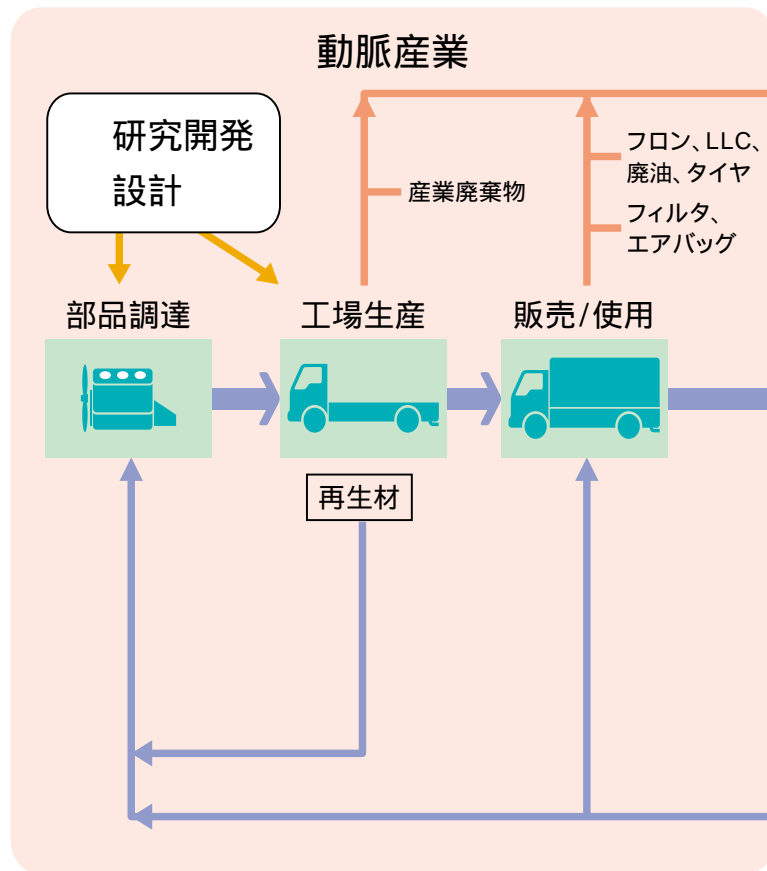 動脈産業
研究開発
設計
産業廃棄物
フロン、LLC、
廃油、タイヤ
フィルタ、
エアバッグ
部品調達
工場生産
販売/使用
再生材